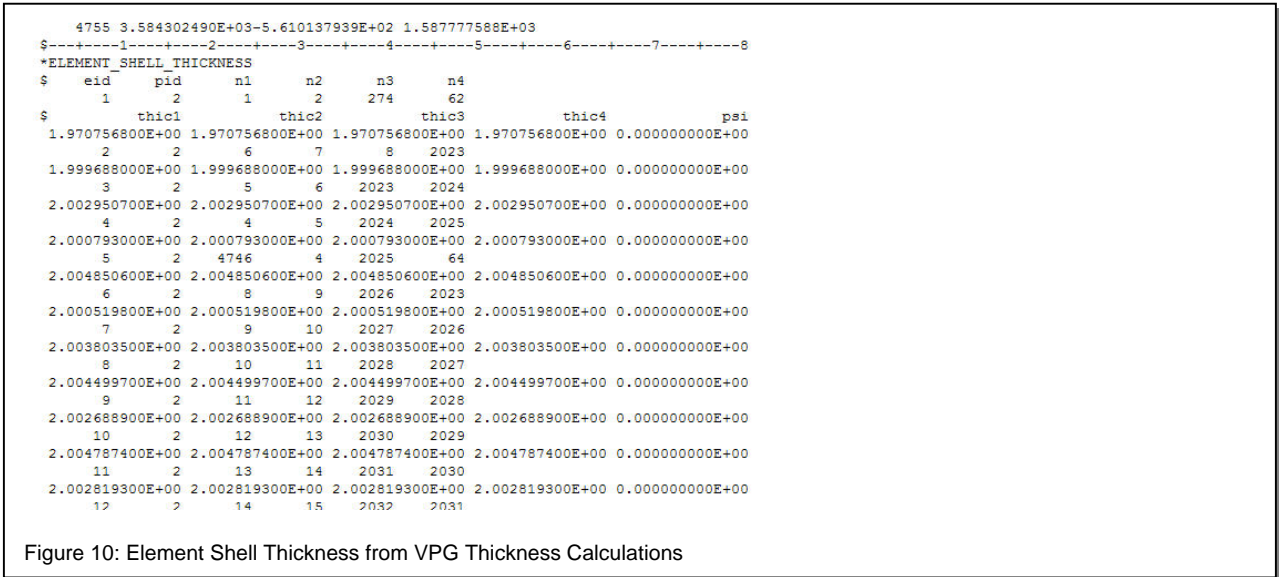 4755 3.584302490E+03-5.610137939E+02 1.587777588E+03
$---+----1----+----2----+----3----+----4----+----5----+----6----+----7----+----8
*ELEMENT_SHELL_THICKNESS
$    eid     pid      n1      n2      n3      n4
1       2       1       2     274      62
$          thic1           thic2           thic3           thic4             psi
1.970756800E+00 1.970756800E+00 1.970756800E+00 1.970756800E+00 0.000000000E+00
2       2       6       7       8    2023
1.999688000E+00 1.999688000E+00 1.999688000E+00 1.999688000E+00 0.000000000E+00
3       2       5       6    2023    2024
2.002950700E+00 2.002950700E+00 2.002950700E+00 2.002950700E+00 0.000000000E+00
4       2       4       5    2024    2025
2.000793000E+00 2.000793000E+00 2.000793000E+00 2.000793000E+00 0.000000000E+00
5       2    4746       4    2025      64
2.004850600E+00 2.004850600E+00 2.004850600E+00 2.004850600E+00 0.000000000E+00
6       2       8       9    2026    2023
2.000519800E+00 2.000519800E+00 2.000519800E+00 2.000519800E+00 0.000000000E+00
7       2       9      10    2027    2026
2.003803500E+00 2.003803500E+00 2.003803500E+00 2.003803500E+00 0.000000000E+00
8       2      10      11    2028    2027
2.004499700E+00 2.004499700E+00 2.004499700E+00 2.004499700E+00 0.000000000E+00
9       2      11      12    2029    2028
2.002688900E+00 2.002688900E+00 2.002688900E+00 2.002688900E+00 0.000000000E+00
10       2      12      13    2030    2029
2.004787400E+00 2.004787400E+00 2.004787400E+00 2.004787400E+00 0.000000000E+00
11       2      13      14    2031    2030
2.002819300E+00 2.002819300E+00 2.002819300E+00 2.002819300E+00 0.000000000E+00
12       2      14      15    2032    2031
Figure 10: Element Shell Thickness from VPG Thickness Calculations